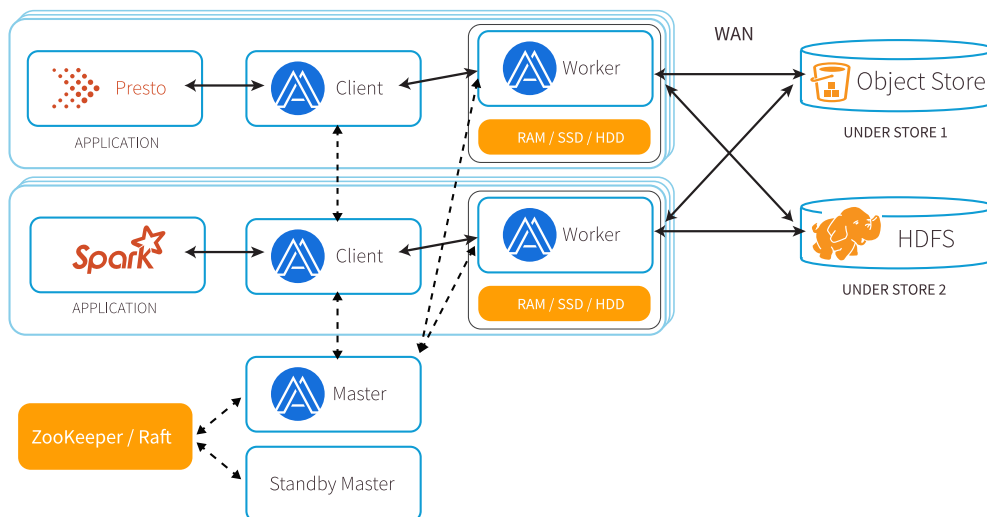 WAN
Presto
Client
Worker
Object Store
RAM / SSD / HDD
APPLICATION
UNDER STORE 1
Spark
Client
Worker
HDFS
RAM / SSD / HDD
APPLICATION
UNDER STORE 2
Master
ZooKeeper / Raft
Standby Master